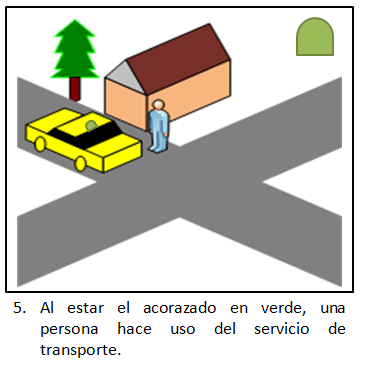 5. Al estar el acorazado en verde, una
persona hace uso del servicio de
transporte.